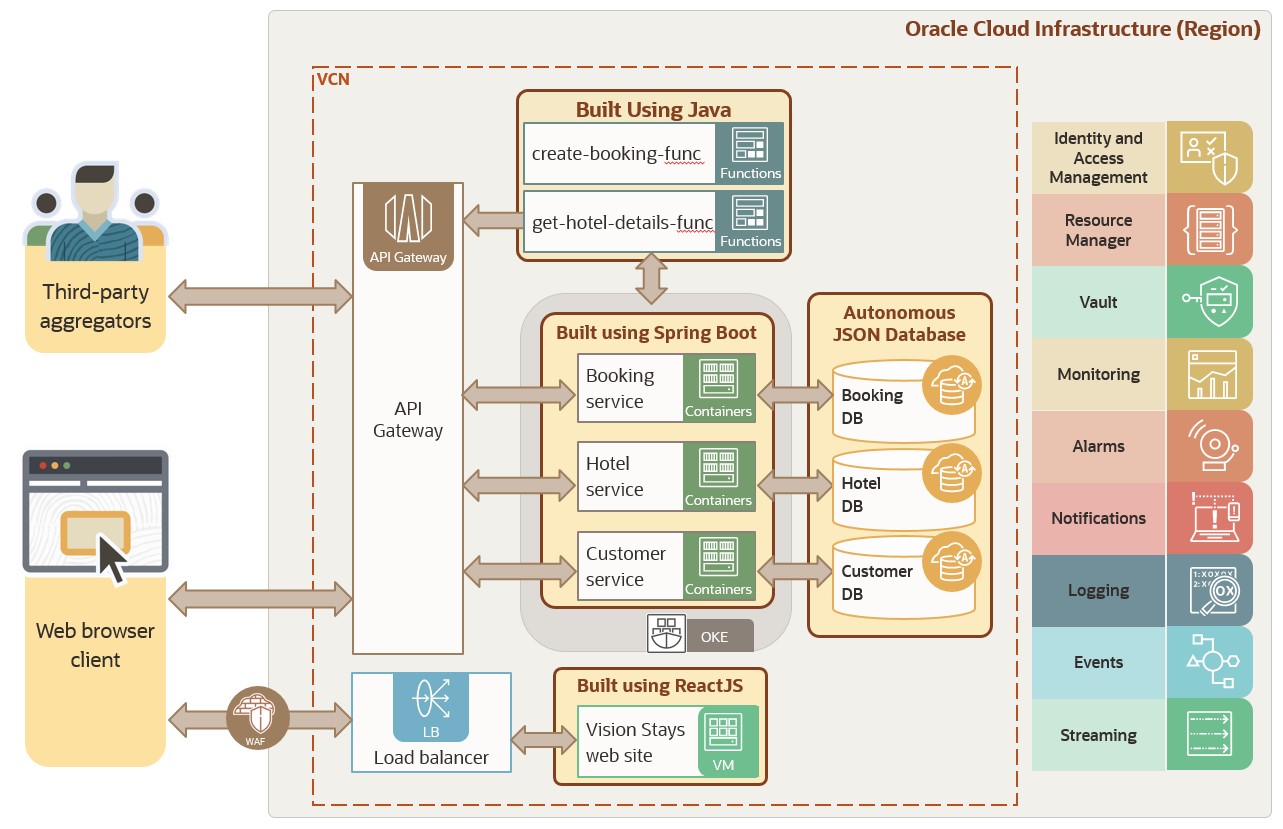 Oracle Cloud Infrastructure (Region)
VCN
Third-party
aggregators
Web browser
client
WAF
API Gateway
API
Gateway
LB
Load balancer
Built Using Java
create-booking-func
Functions
get-hotel-details-func
Functions
Built using Spring Boot
Booking
service
Containers
Hotel
service
Containers
Customer
service
Containers
OKE
Built using ReactJS
Vision Stays
web site
VM
Autonomous
JSON Database
Booking
DB
A
Hotel
DB
A
Customer
DB
A
Identity and
Access
Management
Resource
Manager
Vault
Monitoring
Alarms
Notifications
Logging
1:XOXOX
2:X
OX
Events
Streaming